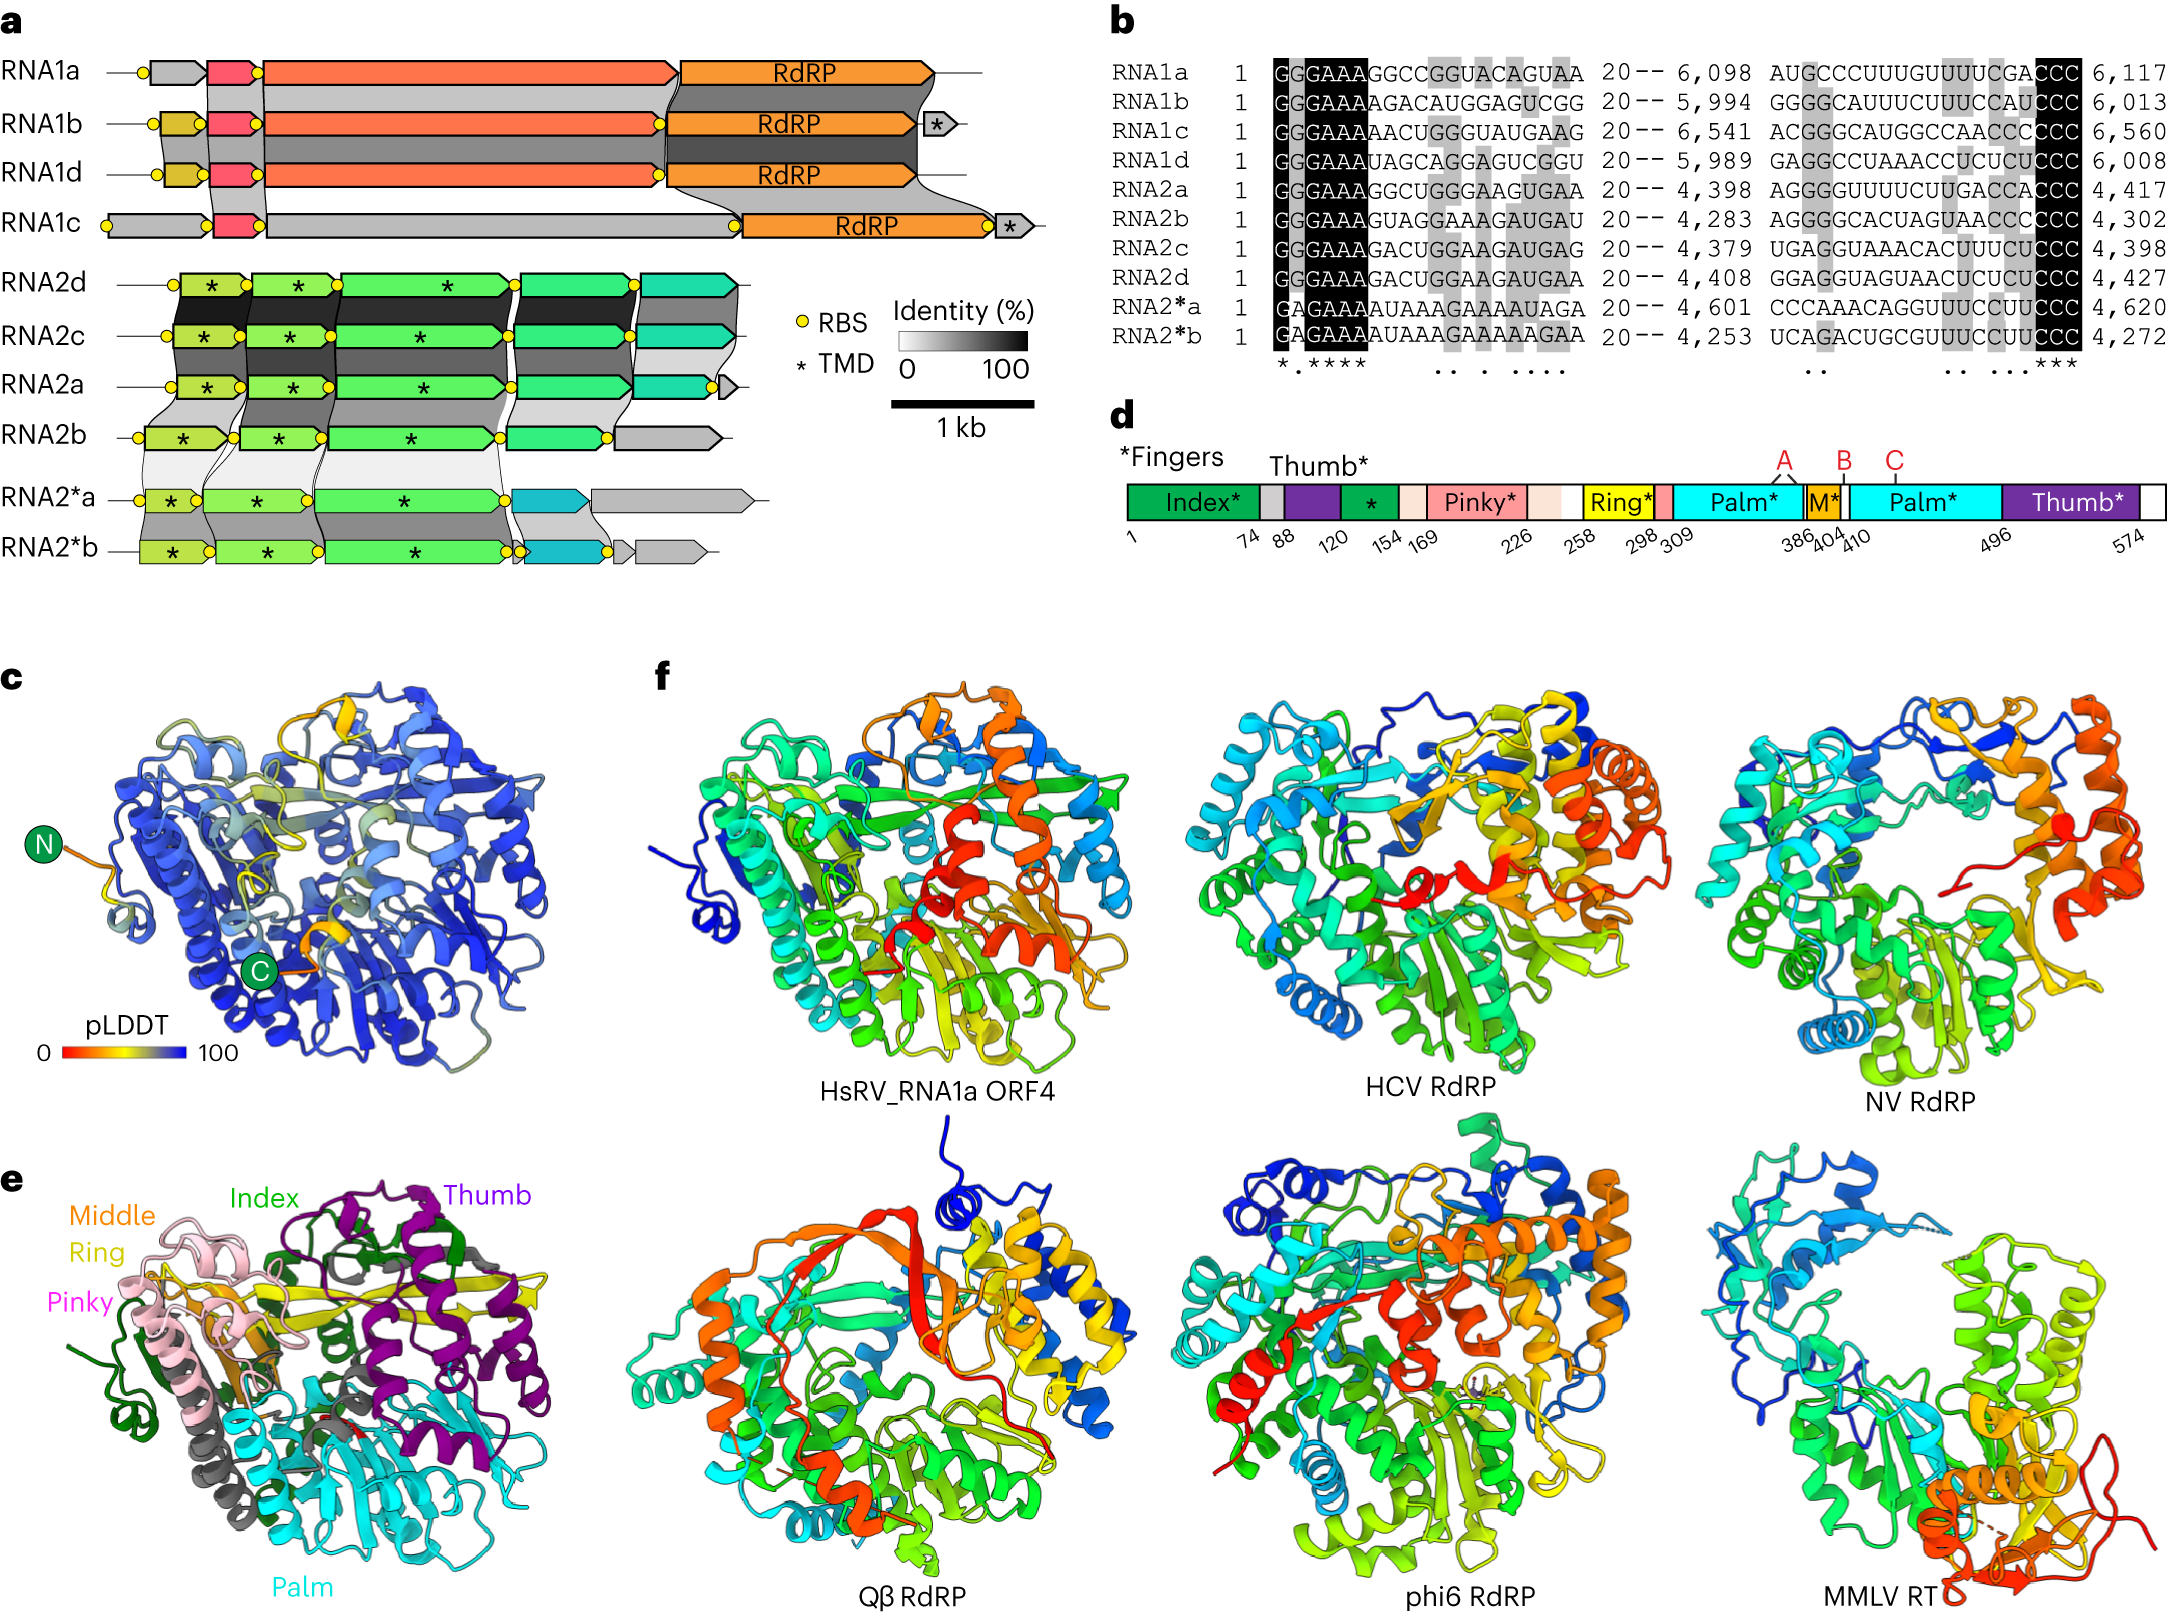 a
RNA1a RdRP
RNA1b RdRP *
RNA1d RdRP
RNA1c RdRP *
RNA2d * * *
RNA2c * * *
RNA2a * * *
RNA2b * * *
RNA2*a * * *
RNA2*b * * *
RBS
* TMD
Identity (%)
0 100
1 kb
b
RNA1a 1 GGGAAAGGCCGGUACAGUAA 20-- 6,098 AUGCCCUUUGUUUUCGACCC 6,117
RNA1b 1 GGGAAAAGACAUGGAGUCGG 20-- 5,994 GGGGCAUUUCUUUCCAUCCC 6,013
RNA1c 1 GGGAAAAACUGGGUAUGAAG 20-- 6,541 ACGGGCAUGGCCAACCCCCC 6,560
RNA1d 1 GGGAAAUAGCAGGAGUCGGU 20-- 5,989 GAGGCCUAAACCUCUCUCCC 6,008
RNA2a 1 GGGAAAGGCUGGGAAGUGAA 20-- 4,398 AGGGGUUUUCUUGACCACCC 4,417
RNA2b 1 GGGAAAGUAGGAAAGAUGAU 20-- 4,283 AGGGGCACUAGUAACCCCCC 4,302
RNA2c 1 GGGAAAGACUGGAAGAUGAG 20-- 4,379 UGAGGUAAACACUUUCUCCC 4,398
RNA2d 1 GGGAAAGACUGGAAGAUGAA 20-- 4,408 GGAGGUAGUAACUCUCUCCC 4,427
RNA2*a 1 GAGAAAAUAAAGAAAAUAGA 20-- 4,601 CCCAAACAGGUUUCCUUCCC 4,620
RNA2*b 1 GAGAAAAUAAAGAAAAAGAA 20-- 4,253 UCAGACUGCGUUUCCUUCCC 4,272
*.**** .. . .... .. .. ...***
d
*Fingers Thumb* A B C
Index* * Pinky* Ring* Palm* M* Palm* Thumb*
1 74 88 120 154 169 226 258 298 309 386 404 410 496 574
c
N
C
pLDDT
0 100
f
HsRV_RNA1a ORF4
HCV RdRP
NV RdRP
Qβ RdRP
phi6 RdRP
MMLV RT
e
Middle
Ring
Pinky
Index
Thumb
Palm